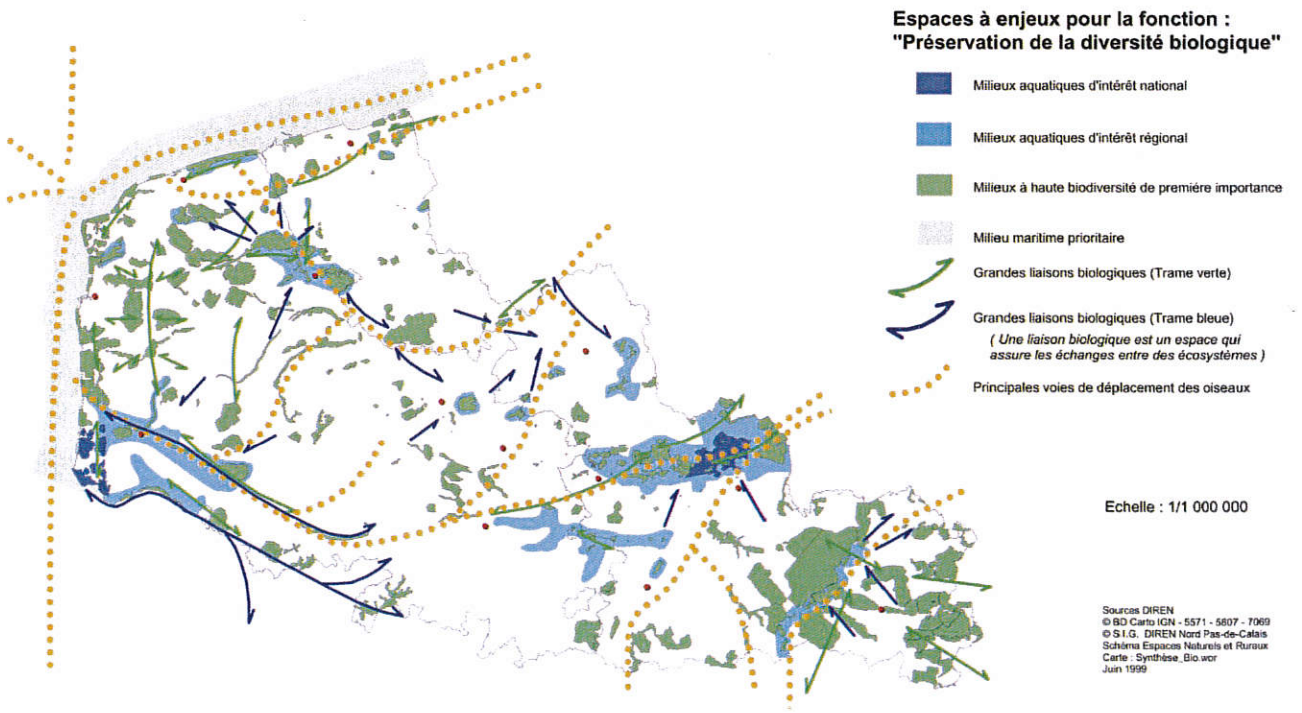 Espaces à enjeux pour la fonction :
"Préservation de la diversité biologique"
Milieux aquatiques d'intérêt national
Milieux aquatiques d'intérêt régional
Milieux à haute biodiversité de première importance
Milieu maritime prioritaire
Grandes liaisons biologiques (Trame verte)
Grandes liaisons biologiques (Trame bleue)
( Une liaison biologique est un espace qui
assure les échanges entre des écosystèmes )
Principales voies de déplacement des oiseaux
Echelle : 1/1 000 000
Sources DIREN
© BD Carto IGN - 5571 - 5607 - 7069
© S.I.G. DIREN Nord Pas-de-Calais
Schéma Espaces Naturels et Ruraux
Carte : Synthèse_Bio.wor
Juin 1999